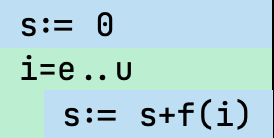 s:= 0
i=e..u
s:= s+f(i)